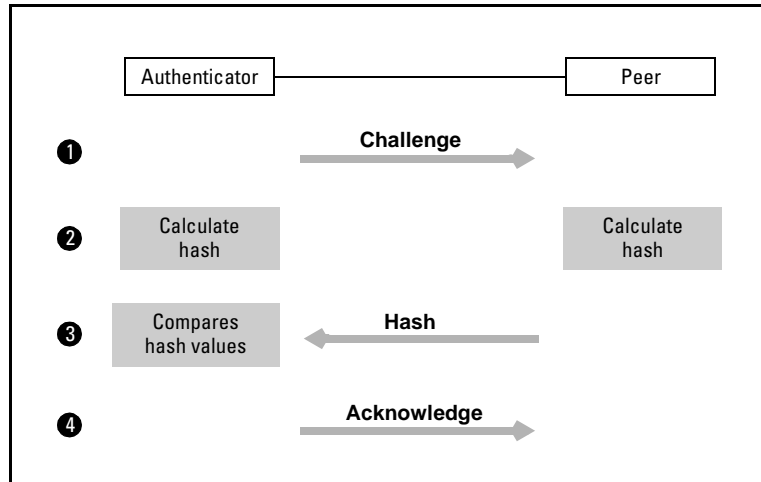 Authenticator
Peer
1
Challenge
2
Calculate
hash
Calculate
hash
3
Compares
hash values
Hash
4
Acknowledge